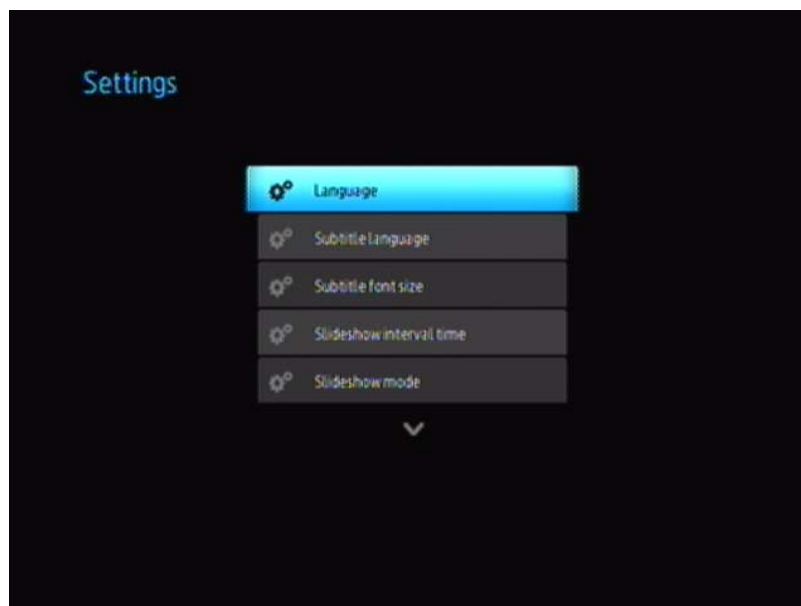 Settings
Language
Subtitle language
Subtitle font size
Slideshow interval time
Slideshow mode